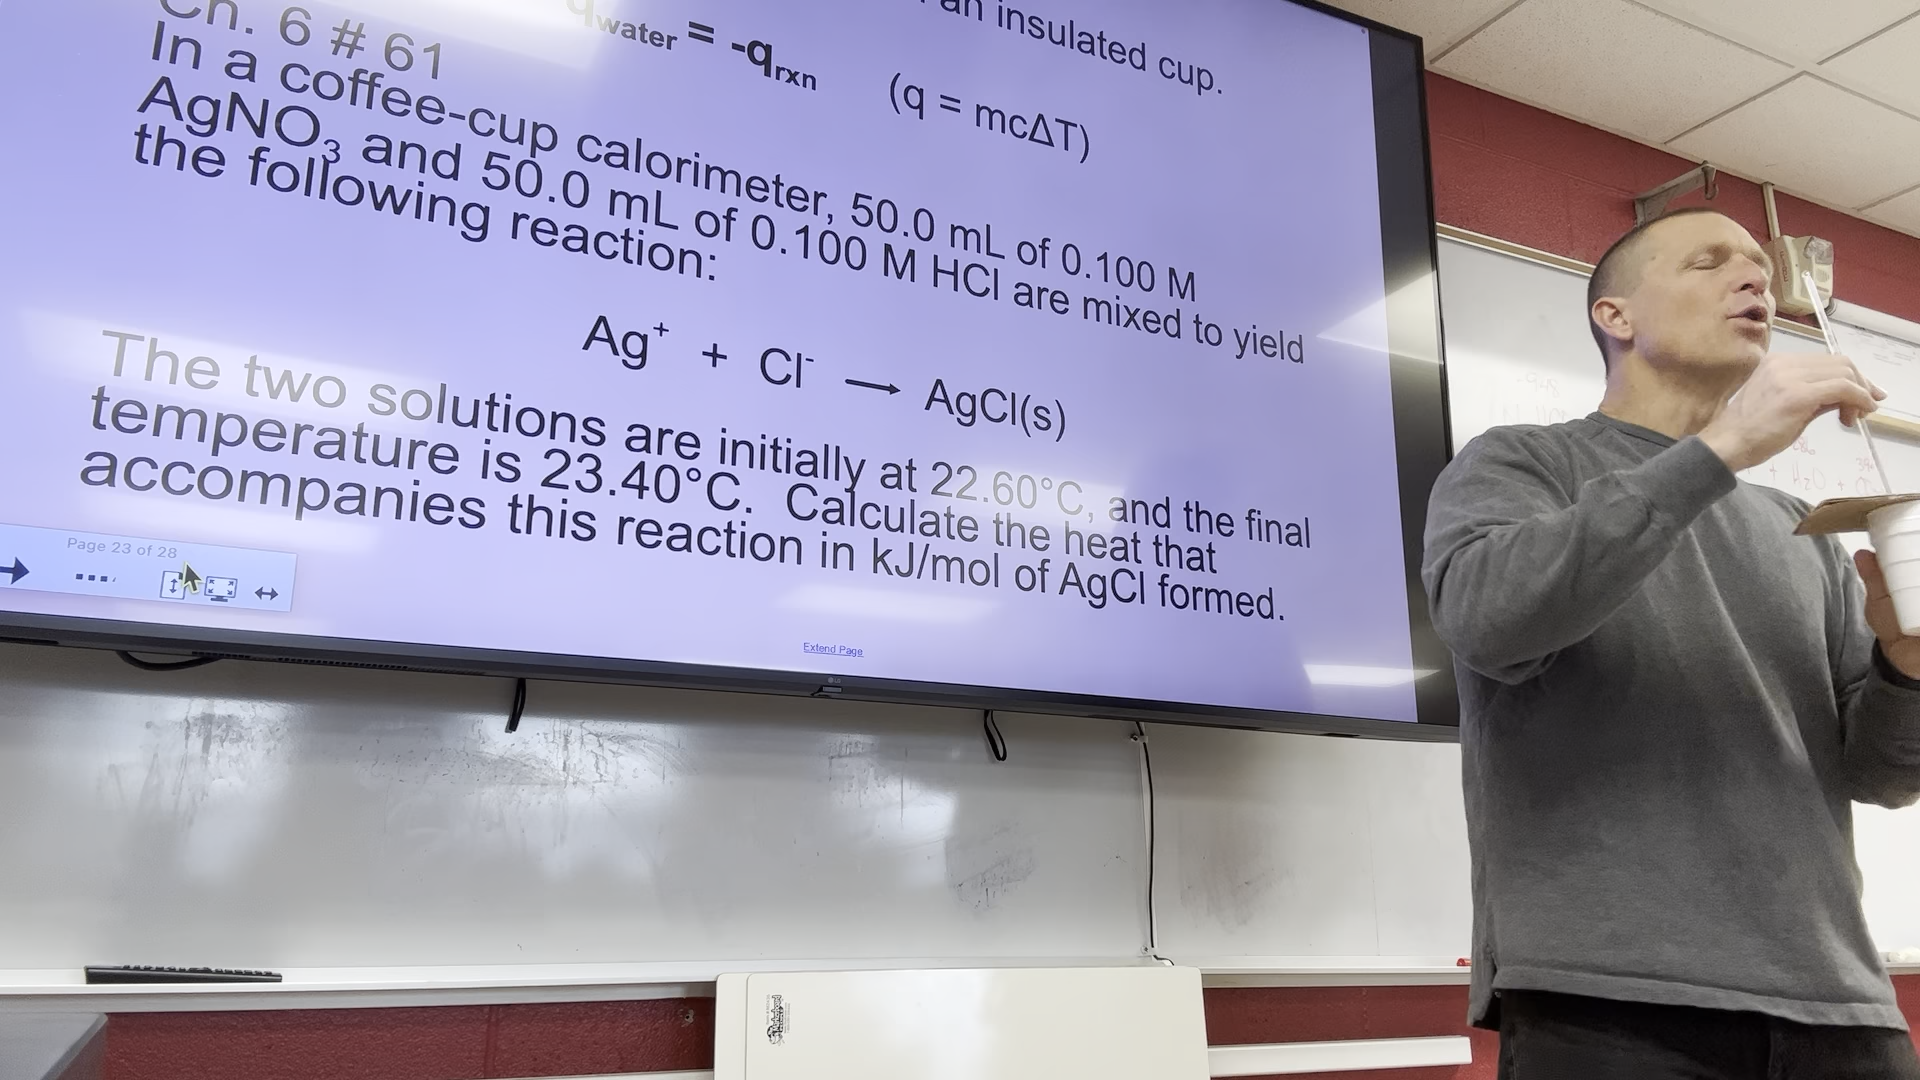 an insulated cup.
qwater = -qrxn (q = mcΔT)
Ch. 6 # 61
In a coffee-cup calorimeter, 50.0 mL of 0.100 M
AgNO₃ and 50.0 mL of 0.100 M HCl are mixed to yield
the following reaction:
Ag⁺ + Cl⁻ → AgCl(s)
The two solutions are initially at 22.60°C, and the final
temperature is 23.40°C. Calculate the heat that
accompanies this reaction in kJ/mol of AgCl formed.
Page 23 of 28
Extend Page
LG
+ H₂O +